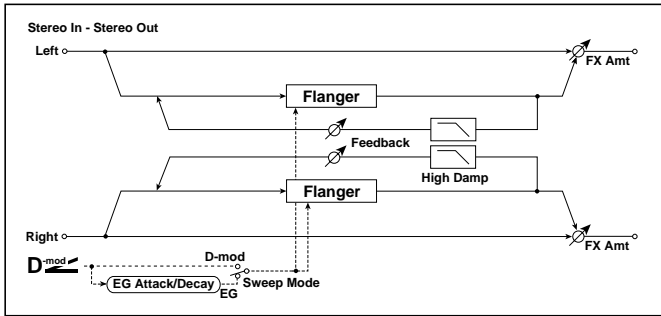 Stereo In - Stereo Out
Left
FX Amt
Flanger
Feedback
High Damp
Flanger
Right
FX Amt
D-mod
D-mod
EG Attack/Decay
EG
Sweep Mode